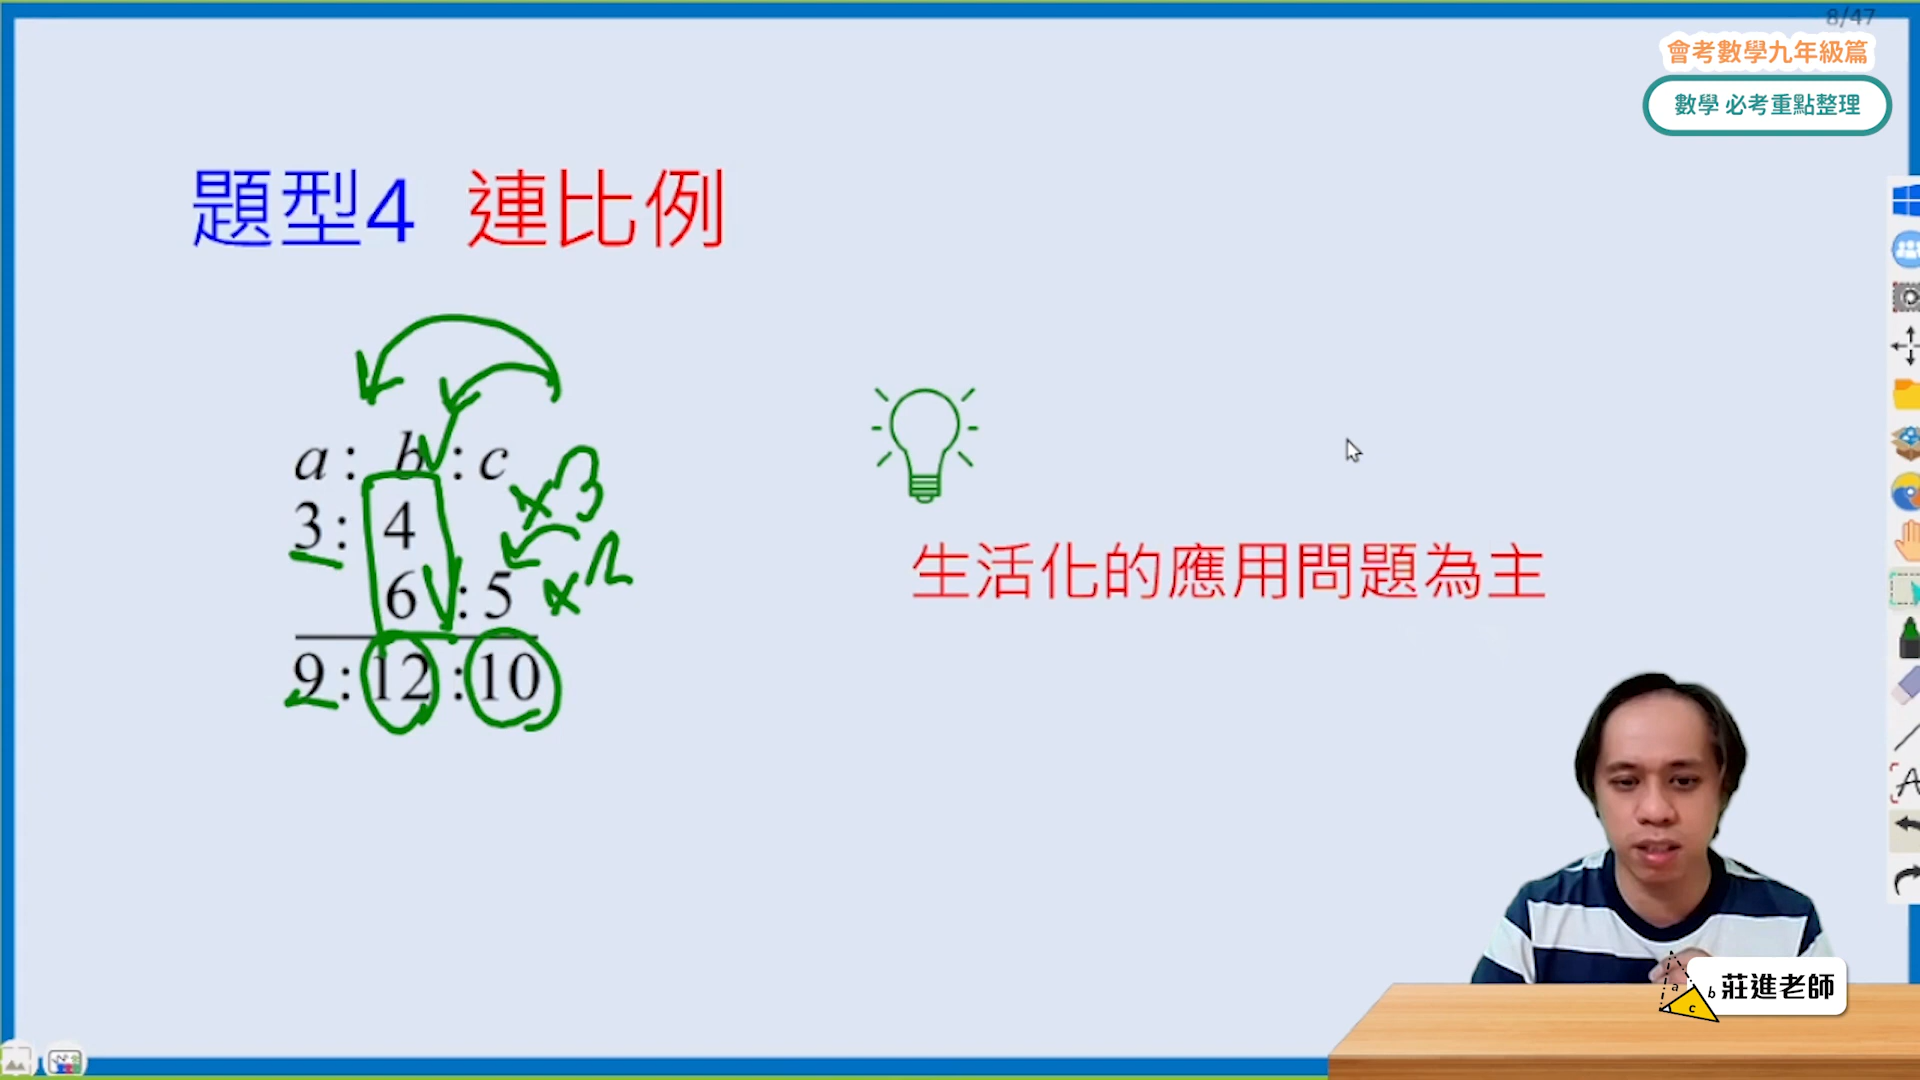 8/47
會考數學九年級篇
數學 必考重點整理
題型4 連比例
a : b : c
×3
3 : 4
×2
6 : 5
9 : 12 : 10
生活化的應用問題為主
莊進老師
a b
c